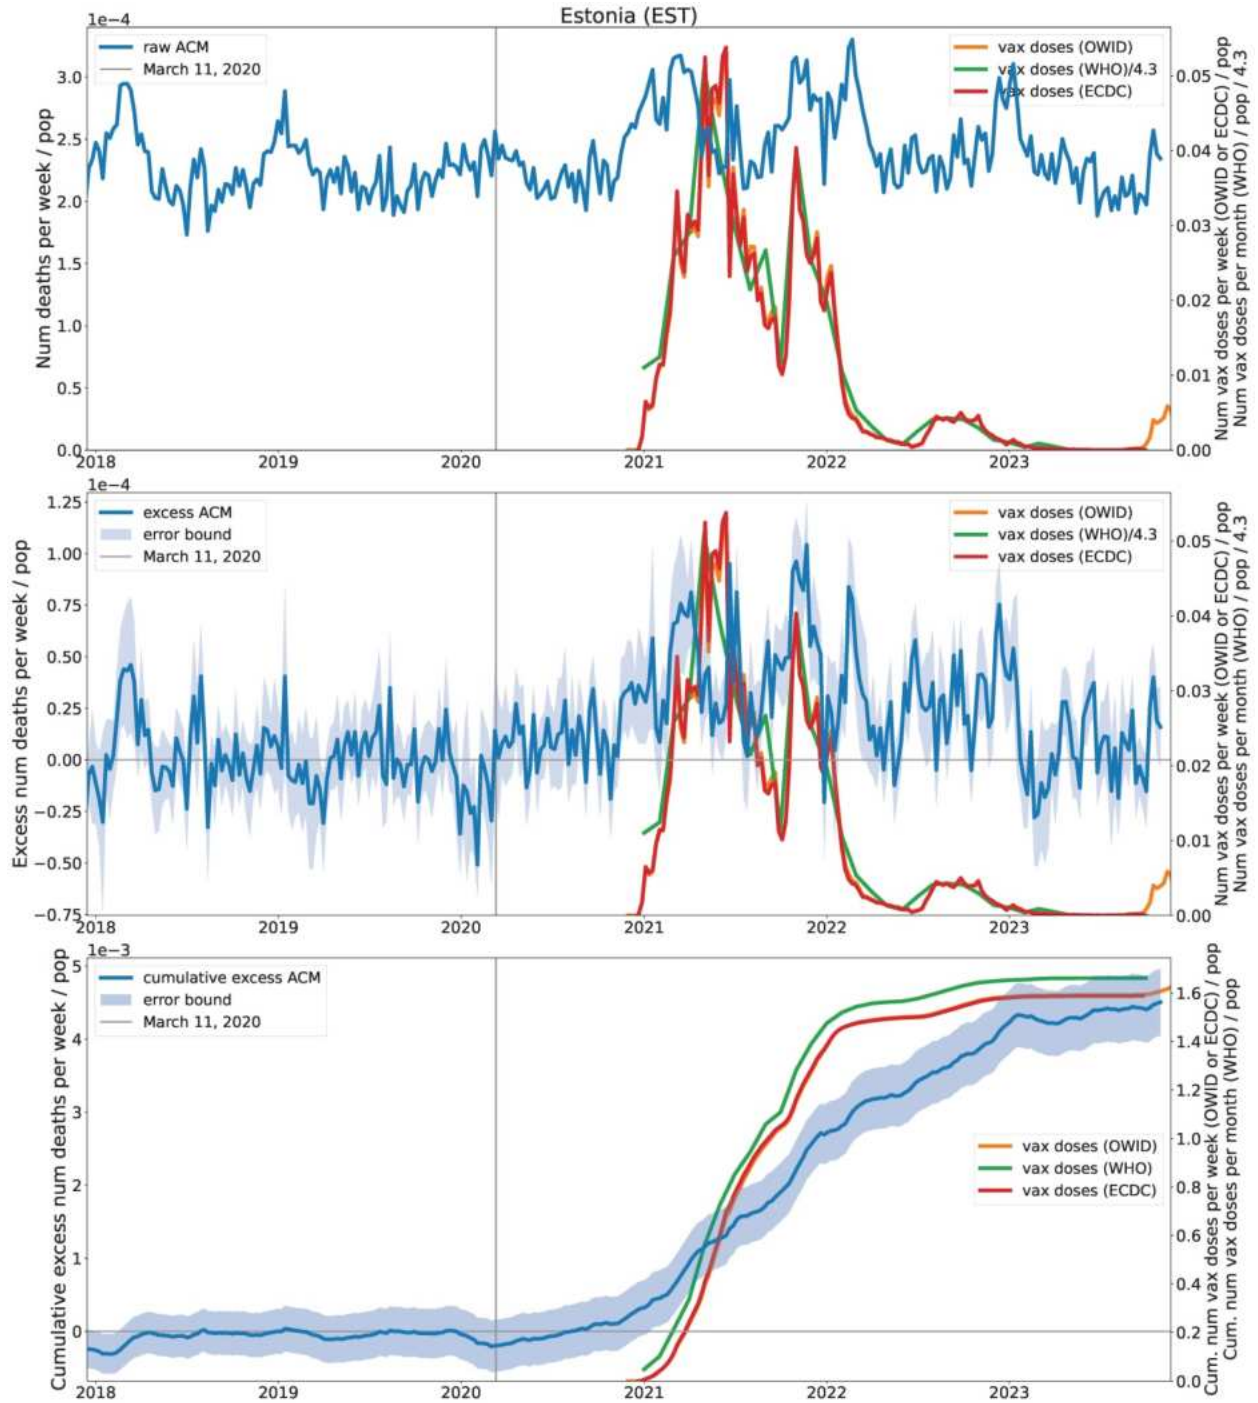 Estonia (EST)
1e−4
raw ACM
March 11, 2020
vax doses (OWID)
vax doses (WHO)/4.3
vax doses (ECDC)
Num deaths per week / pop
3.0
2.5
2.0
1.5
1.0
0.5
0.0
2018 2019 2020 2021 2022 2023
0.05
0.04
0.03
0.02
0.01
0.00
Num vax doses per week (OWID or ECDC) / pop
Num vax doses per month (WHO) / pop / 4.3
1e−4
excess ACM
error bound
March 11, 2020
vax doses (OWID)
vax doses (WHO)/4.3
vax doses (ECDC)
Excess num deaths per week / pop
1.25
1.00
0.75
0.50
0.25
0.00
−0.25
−0.50
−0.75
2018 2019 2020 2021 2022 2023
0.05
0.04
0.03
0.02
0.01
0.00
Num vax doses per week (OWID or ECDC) / pop
Num vax doses per month (WHO) / pop / 4.3
1e−3
cumulative excess ACM
error bound
March 11, 2020
vax doses (OWID)
vax doses (WHO)
vax doses (ECDC)
Cumulative excess num deaths per week / pop
5
4
3
2
1
0
2018 2019 2020 2021 2022 2023
1.6
1.4
1.2
1.0
0.8
0.6
0.4
0.2
0.0
Cum. num vax doses per week (OWID or ECDC) / pop
Cum. num vax doses per month (WHO) / pop